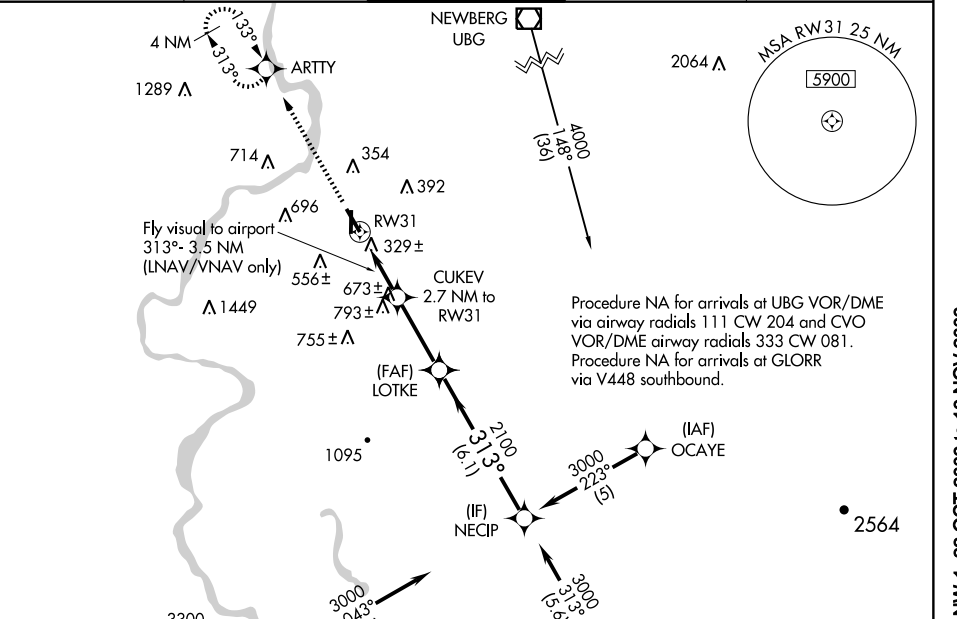 NEWBERG
UBG
MSA RW31 25 NM
5900
133°
4 NM
313°
ARTTY
2064
1289
4000
148°
(36)
714
354
392
696
RW31
329±
Fly visual to airport
313°- 3.5 NM
(LNAV/VNAV only)
556±
673±
793±
CUKEV
2.7 NM to
RW31
1449
755±
Procedure NA for arrivals at UBG VOR/DME
via airway radials 111 CW 204 and CVO
VOR/DME airway radials 333 CW 081.
Procedure NA for arrivals at GLORR
via V448 southbound.
(FAF)
LOTKE
2100
313°
(6.1)
1095
(IAF)
OCAYE
3000
223°
(5)
(IF)
NECIP
2564
3000
313°
(5.6
3000
043°